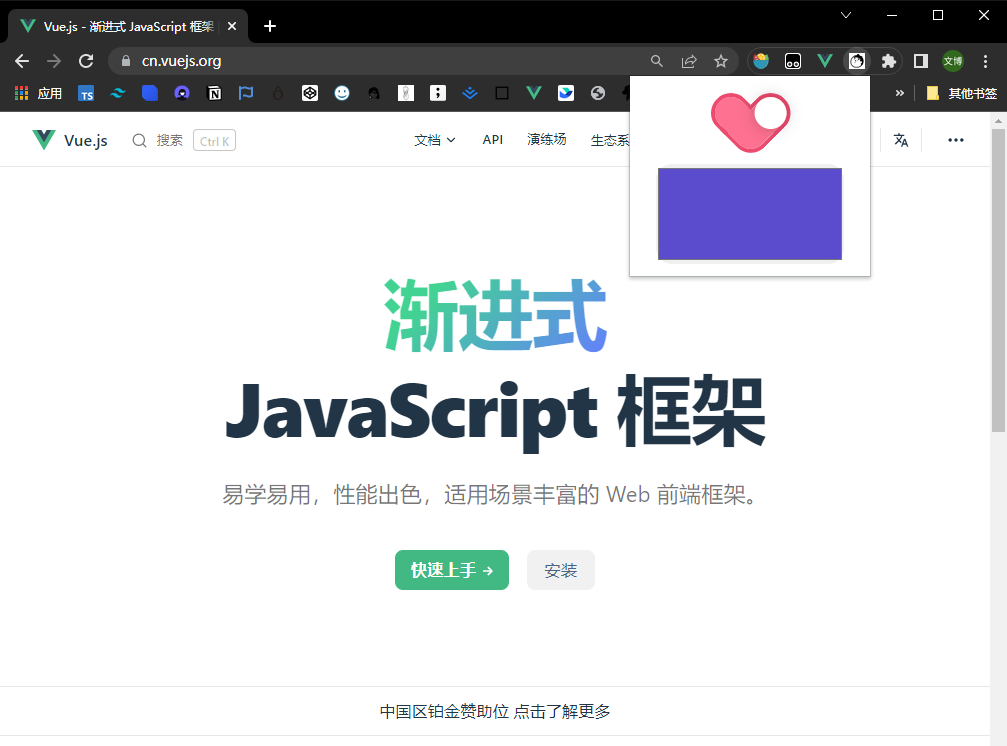 Vue.js - 渐进式 JavaScript 框架
cn.vuejs.org
文博
应用
TS
»
其他书签
Vue.js
搜索
Ctrl K
文档
API
演练场
生态系
渐进式
JavaScript 框架
易学易用，性能出色，适用场景丰富的 Web 前端框架。
快速上手 →
安装
中国区铂金赞助位 点击了解更多